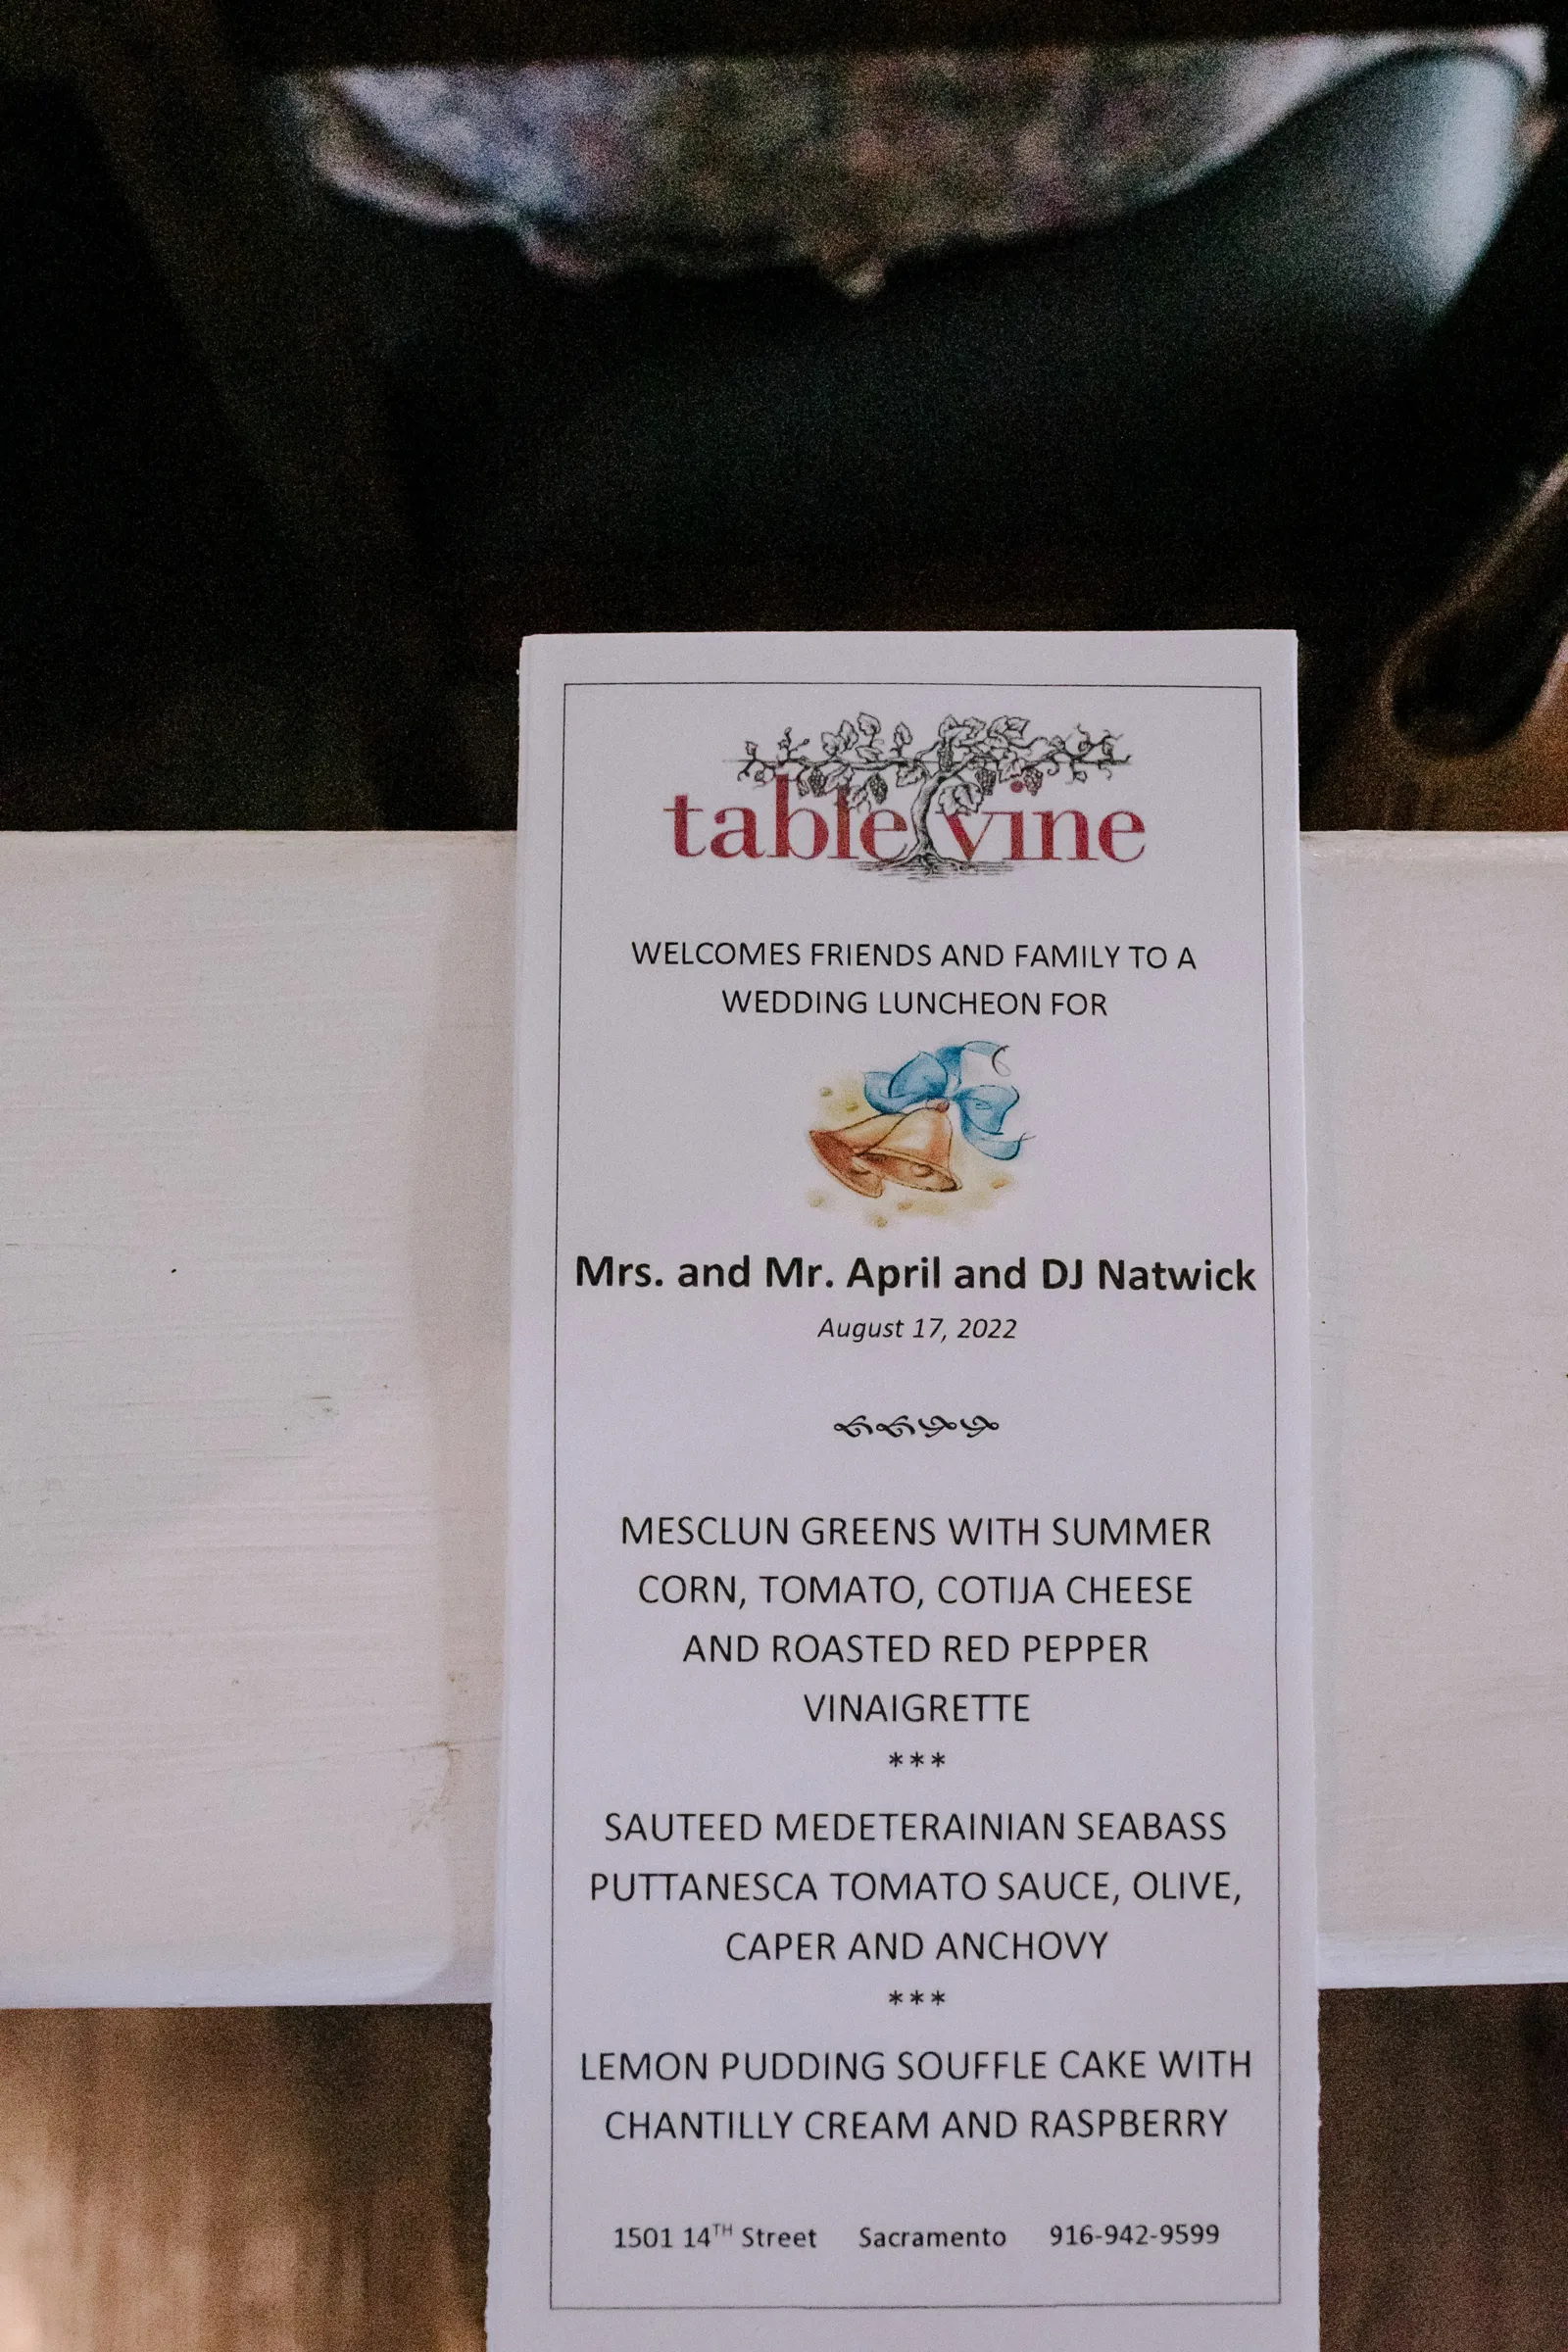 table vine
WELCOMES FRIENDS AND FAMILY TO A
WEDDING LUNCHEON FOR
Mrs. and Mr. April and DJ Natwick
August 17, 2022
MESCLUN GREENS WITH SUMMER
CORN, TOMATO, COTIJA CHEESE
AND ROASTED RED PEPPER
VINAIGRETTE
***
SAUTEED MEDETERAINIAN SEABASS
PUTTANESCA TOMATO SAUCE, OLIVE,
CAPER AND ANCHOVY
***
LEMON PUDDING SOUFFLE CAKE WITH
CHANTILLY CREAM AND RASPBERRY
1501 14TH Street Sacramento 916-942-9599